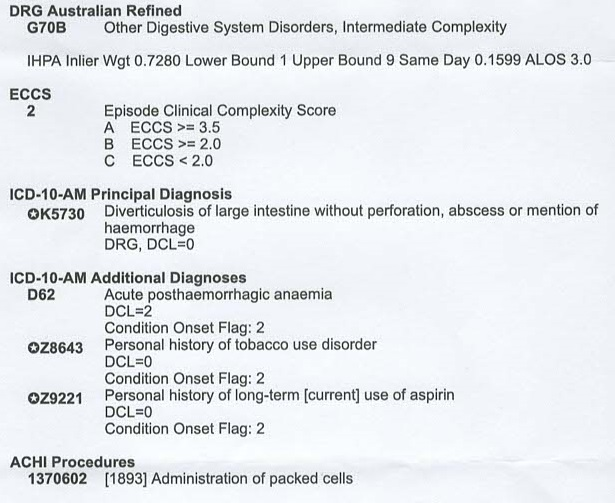 DRG Australian Refined
G70B Other Digestive System Disorders, Intermediate Complexity
IHPA Inlier Wgt 0.7280 Lower Bound 1 Upper Bound 9 Same Day 0.1599 ALOS 3.0
ECCS
2 Episode Clinical Complexity Score
A ECCS >= 3.5
B ECCS >= 2.0
C ECCS < 2.0
ICD-10-AM Principal Diagnosis
✪K5730 Diverticulosis of large intestine without perforation, abscess or mention of
haemorrhage
DRG, DCL=0
ICD-10-AM Additional Diagnoses
D62 Acute posthaemorrhagic anaemia
DCL=2
Condition Onset Flag: 2
✪Z8643 Personal history of tobacco use disorder
DCL=0
Condition Onset Flag: 2
✪Z9221 Personal history of long-term [current] use of aspirin
DCL=0
Condition Onset Flag: 2
ACHI Procedures
1370602 [1893] Administration of packed cells